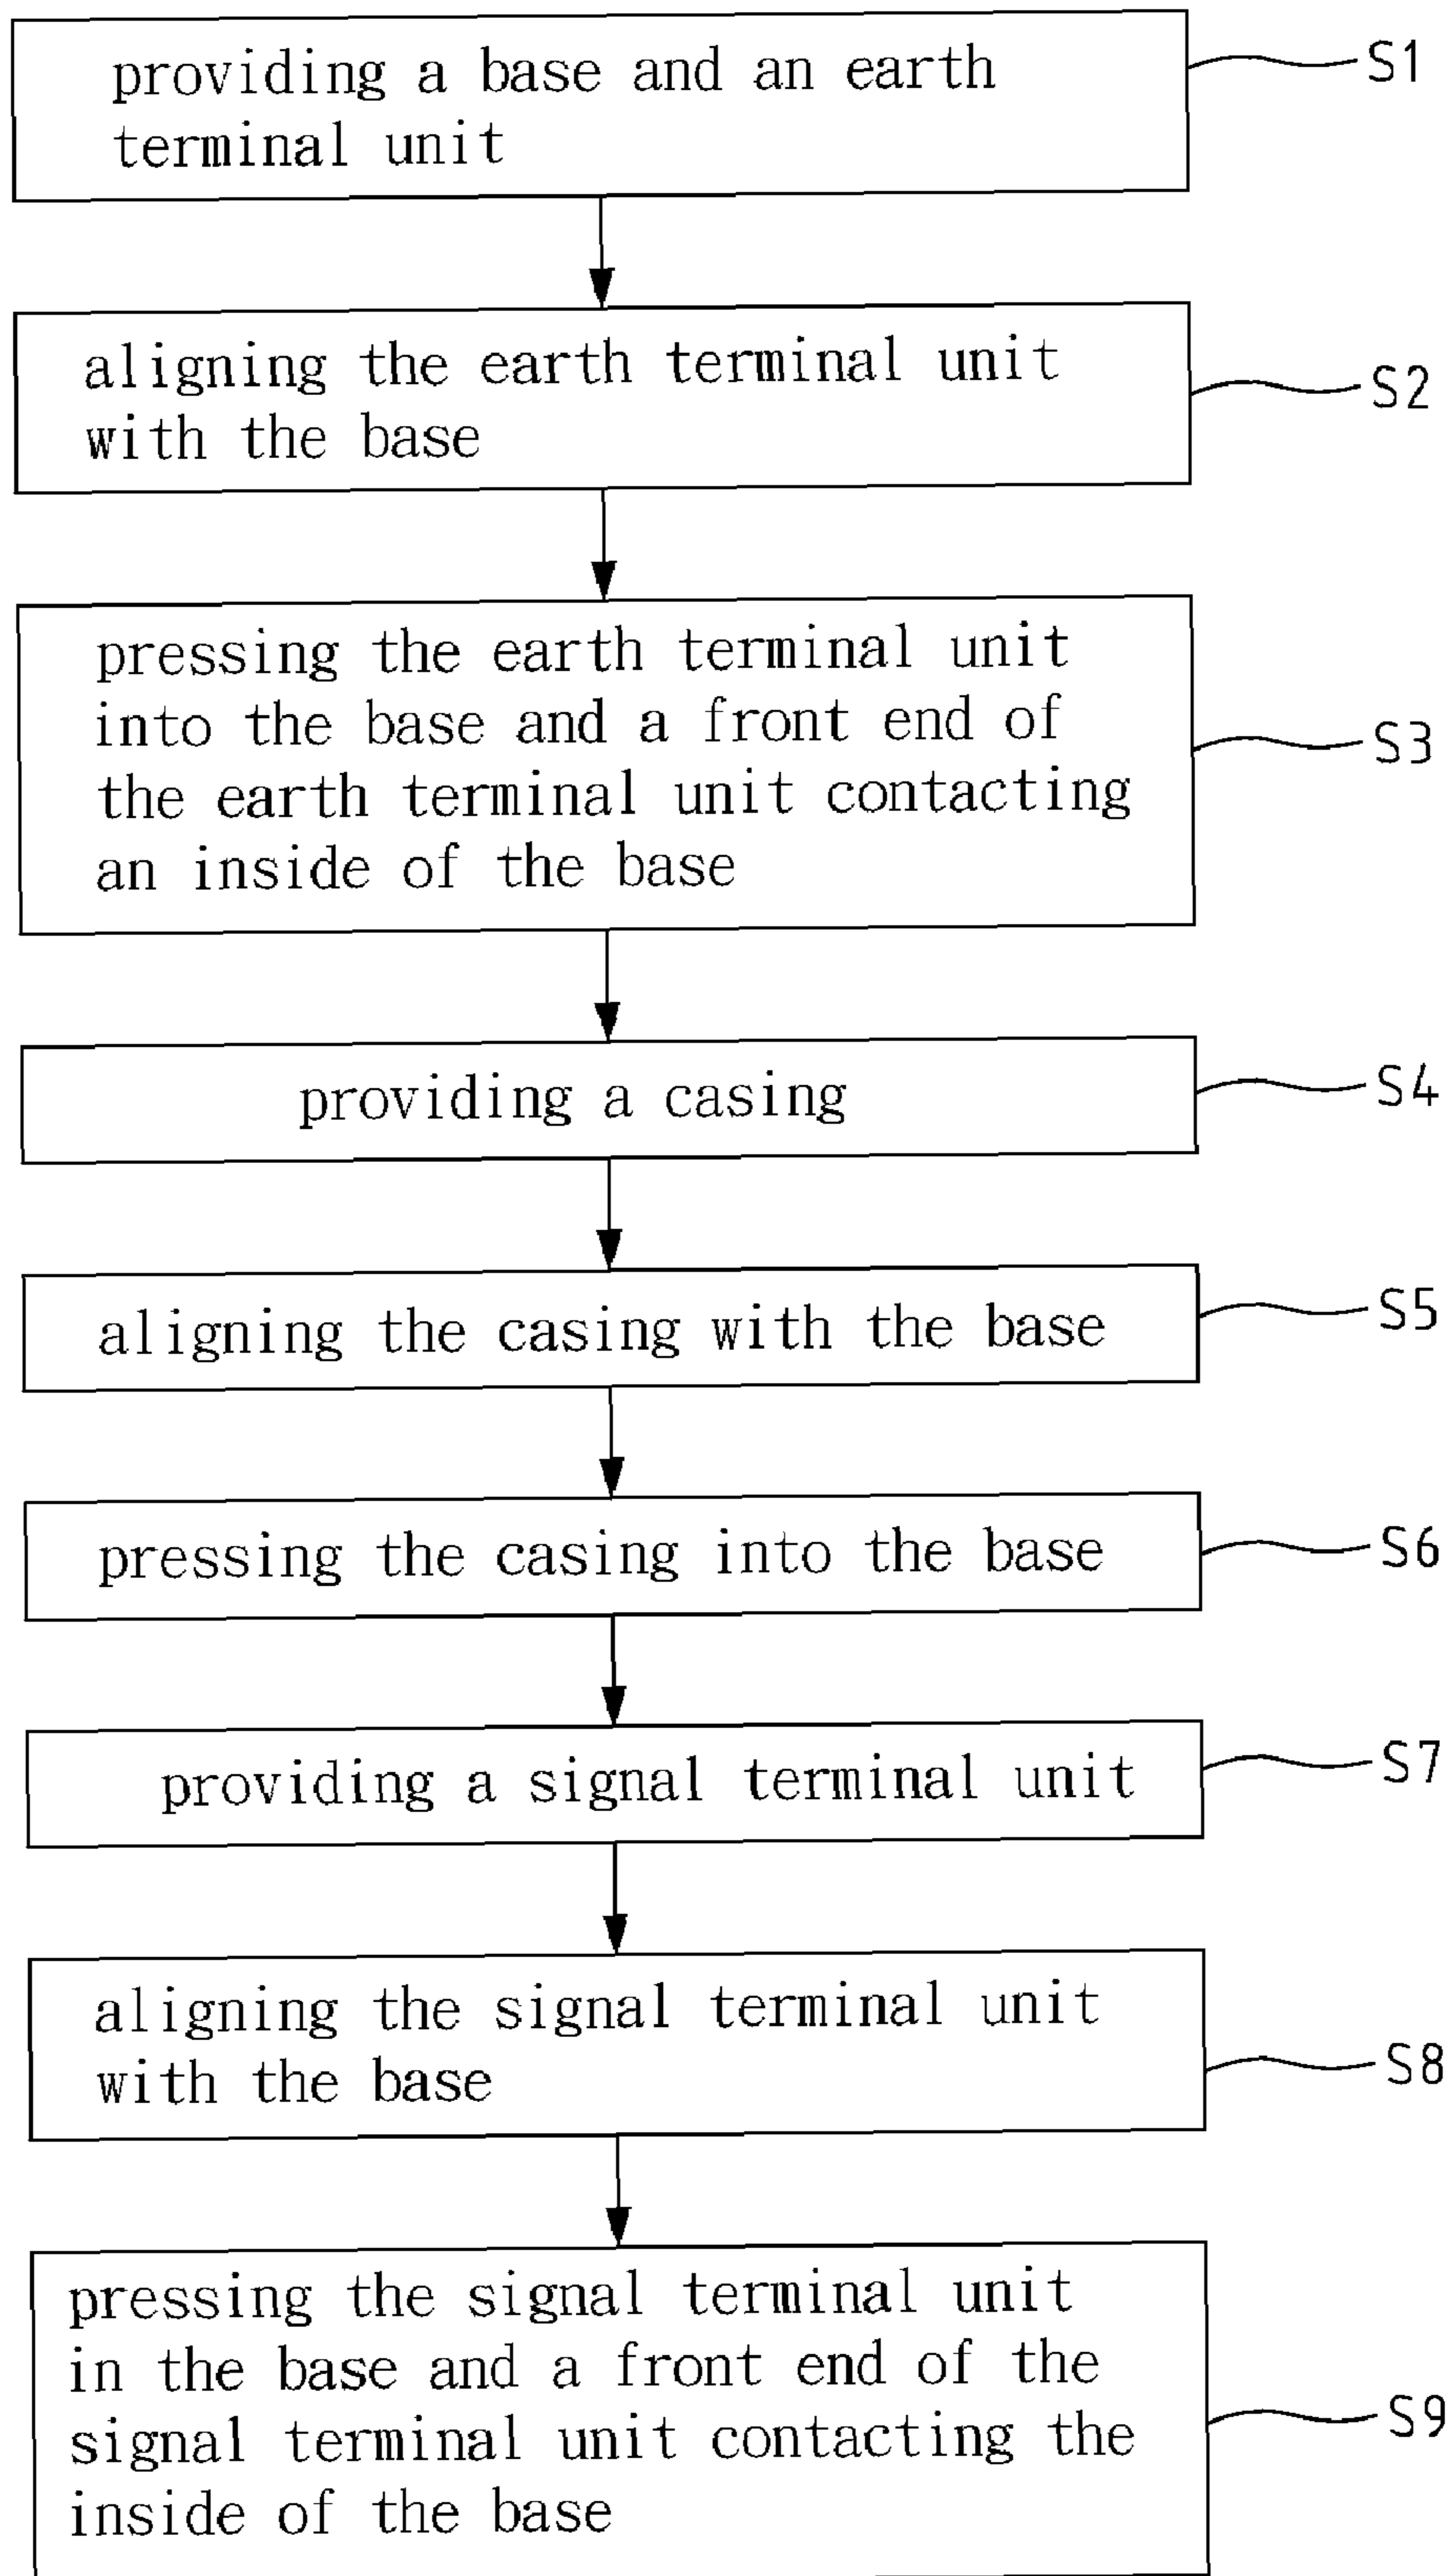 providing a base and an earth
terminal unit
S1
aligning the earth terminal unit
with the base
S2
pressing the earth terminal unit
into the base and a front end of
the earth terminal unit contacting
an inside of the base
S3
providing a casing
S4
aligning the casing with the base
S5
pressing the casing into the base
S6
providing a signal terminal unit
S7
aligning the signal terminal unit
with the base
S8
pressing the signal terminal unit
in the base and a front end of the
signal terminal unit contacting the
inside of the base
S9